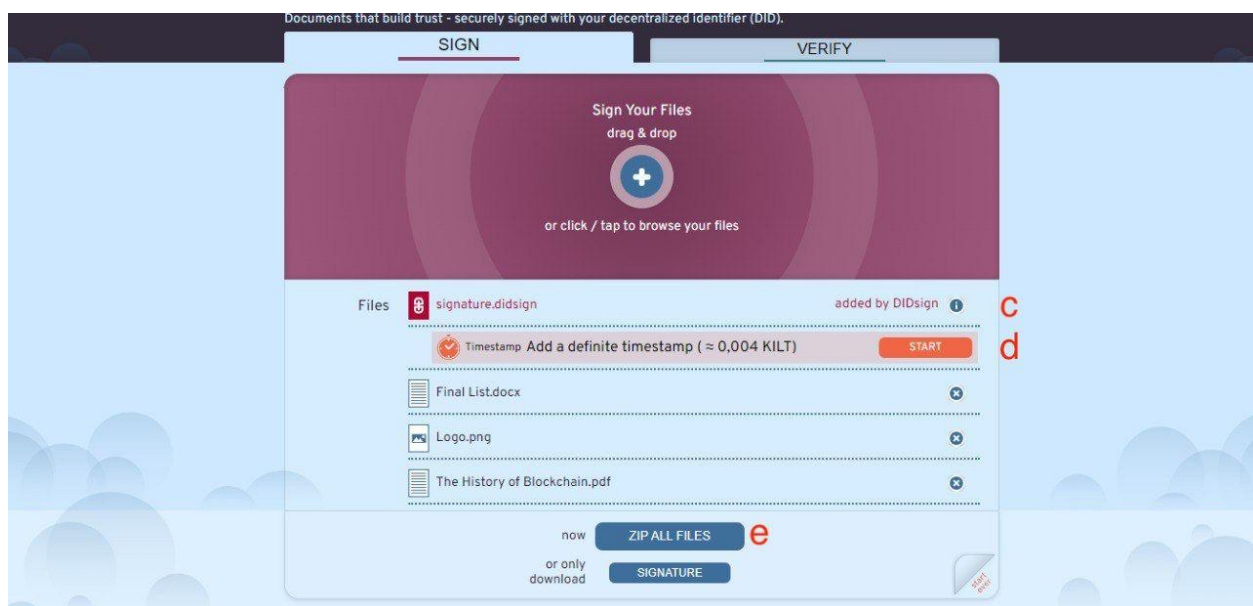 Documents that build trust - securely signed with your decentralized identifier (DID).
SIGN
VERIFY
Sign Your Files
drag & drop
or click / tap to browse your files
Files signature.didsign added by DIDsign c
Timestamp Add a definite timestamp ( ≈ 0,004 KILT) START d
Final List.docx
Logo.png
The History of Blockchain.pdf
now ZIP ALL FILES e
or only
download SIGNATURE
start
over